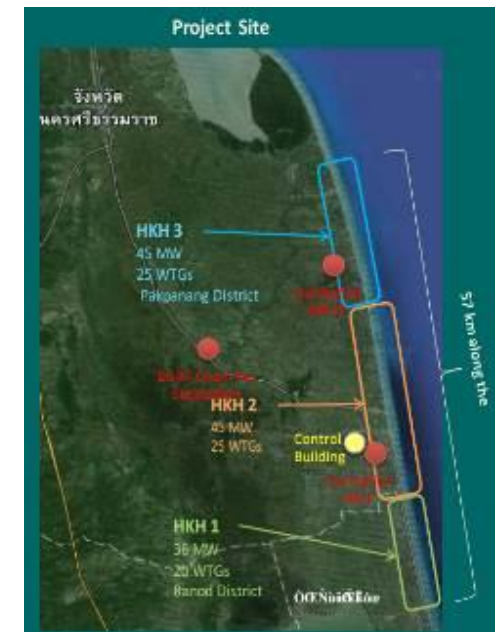 Project Site
จังหวัด
นครศรีธรรมราช
HKH 3
45 MW
25 WTGs
Pakpanang District
57 km along the
HKH 2
45 MW
25 WTGs
Control
Building
HKH 1
36 MW
20 WTGs
Ranod District